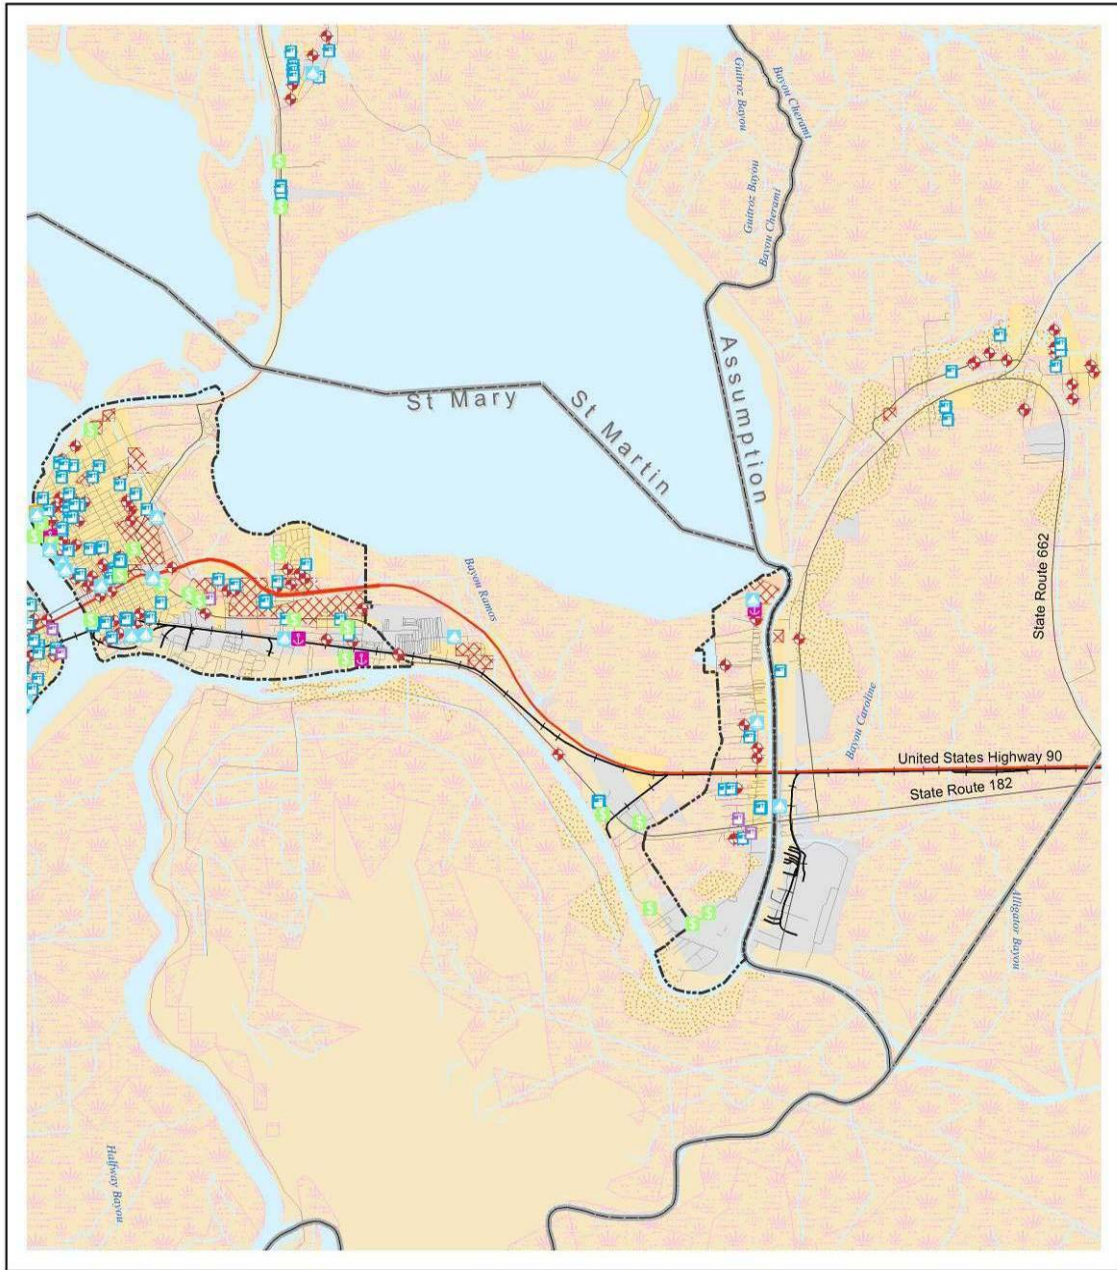 Guitroz Bayou
Bayou Cherami
Guitroz Bayou
Bayou Cherami
Assumption
St Mary
St Martin
State Route 662
Bayou Ramos
Bayou Caroline
United States Highway 90
State Route 182
Alligator Bayou
Halfway Bayou